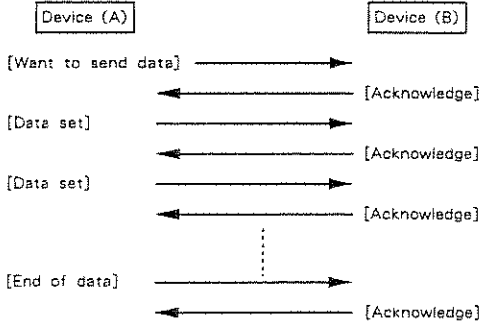 Device (A) Device (B)
[Want to send data]
[Acknowledge]
[Data set]
[Acknowledge]
[Data set]
[Acknowledge]
[End of data]
[Acknowledge]